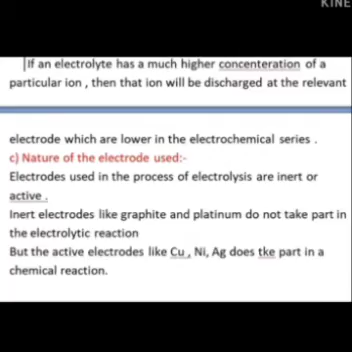 KINE
If an electrolyte has a much higher concenteration of a
particular ion , then that ion will be discharged at the relevant
electrode which are lower in the electrochemical series .
c) Nature of the electrode used:-
Electrodes used in the process of electrolysis are inert or
active .
Inert electrodes like graphite and platinum do not take part in
the electrolytic reaction
But the active electrodes like Cu , Ni, Ag does tke part in a
chemical reaction.